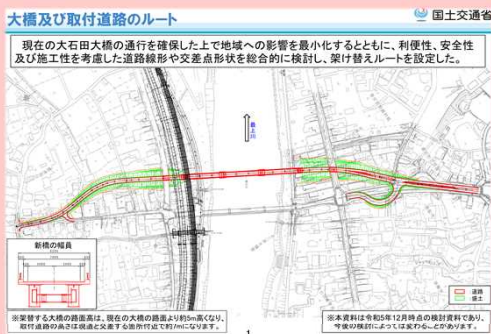 大橋及び取付道路のルート
国土交通省
現在の大石田大橋の通行を確保した上で地域への影響を最小化するとともに、利便性、安全性
及び施工性を考慮した道路線形や交差点形状を総合的に検討し、架け替えルートを設定した。
最上川
新橋の幅員
道路
盛土
※架替する大橋の路面高は、現在の大橋の路面より約5m高くなり、
取付道路の高さは現道と交差する箇所付近で約7mになります。
※本資料は令和5年12月時点の検討資料であり、
今後の検討によっては変わることがあります。
1